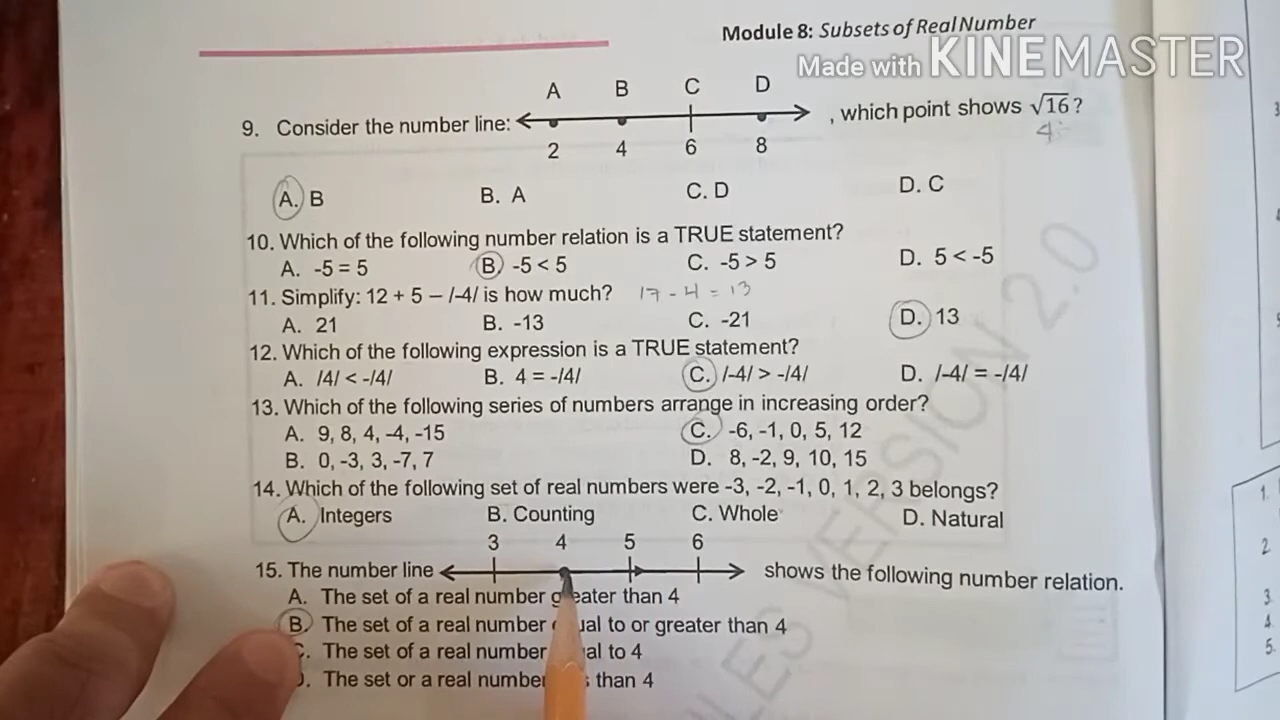 Module 8: Subsets of Real Number
Made with KINEMASTER
A B C D
9. Consider the number line: , which point shows √16?
4
2 4 6 8
A. B B. A C. D D. C
10. Which of the following number relation is a TRUE statement?
A. -5 = 5 B. -5 < 5 C. -5 > 5 D. 5 < -5
11. Simplify: 12 + 5 – /-4/ is how much? 17 - 4 = 13
A. 21 B. -13 C. -21 D. 13
12. Which of the following expression is a TRUE statement?
A. /4/ < -/4/ B. 4 = -/4/ C. /-4/ > -/4/ D. /-4/ = -/4/
13. Which of the following series of numbers arrange in increasing order?
A. 9, 8, 4, -4, -15 C. -6, -1, 0, 5, 12
B. 0, -3, 3, -7, 7 D. 8, -2, 9, 10, 15
14. Which of the following set of real numbers were -3, -2, -1, 0, 1, 2, 3 belongs?
A. Integers B. Counting C. Whole D. Natural
3 4 5 6
15. The number line shows the following number relation.
A. The set of a real number greater than 4
B. The set of a real number to or greater than 4
C. The set of a real number to 4
The set or a real number than 4
VERSION 2.0
1.
2
3.
4.
5.